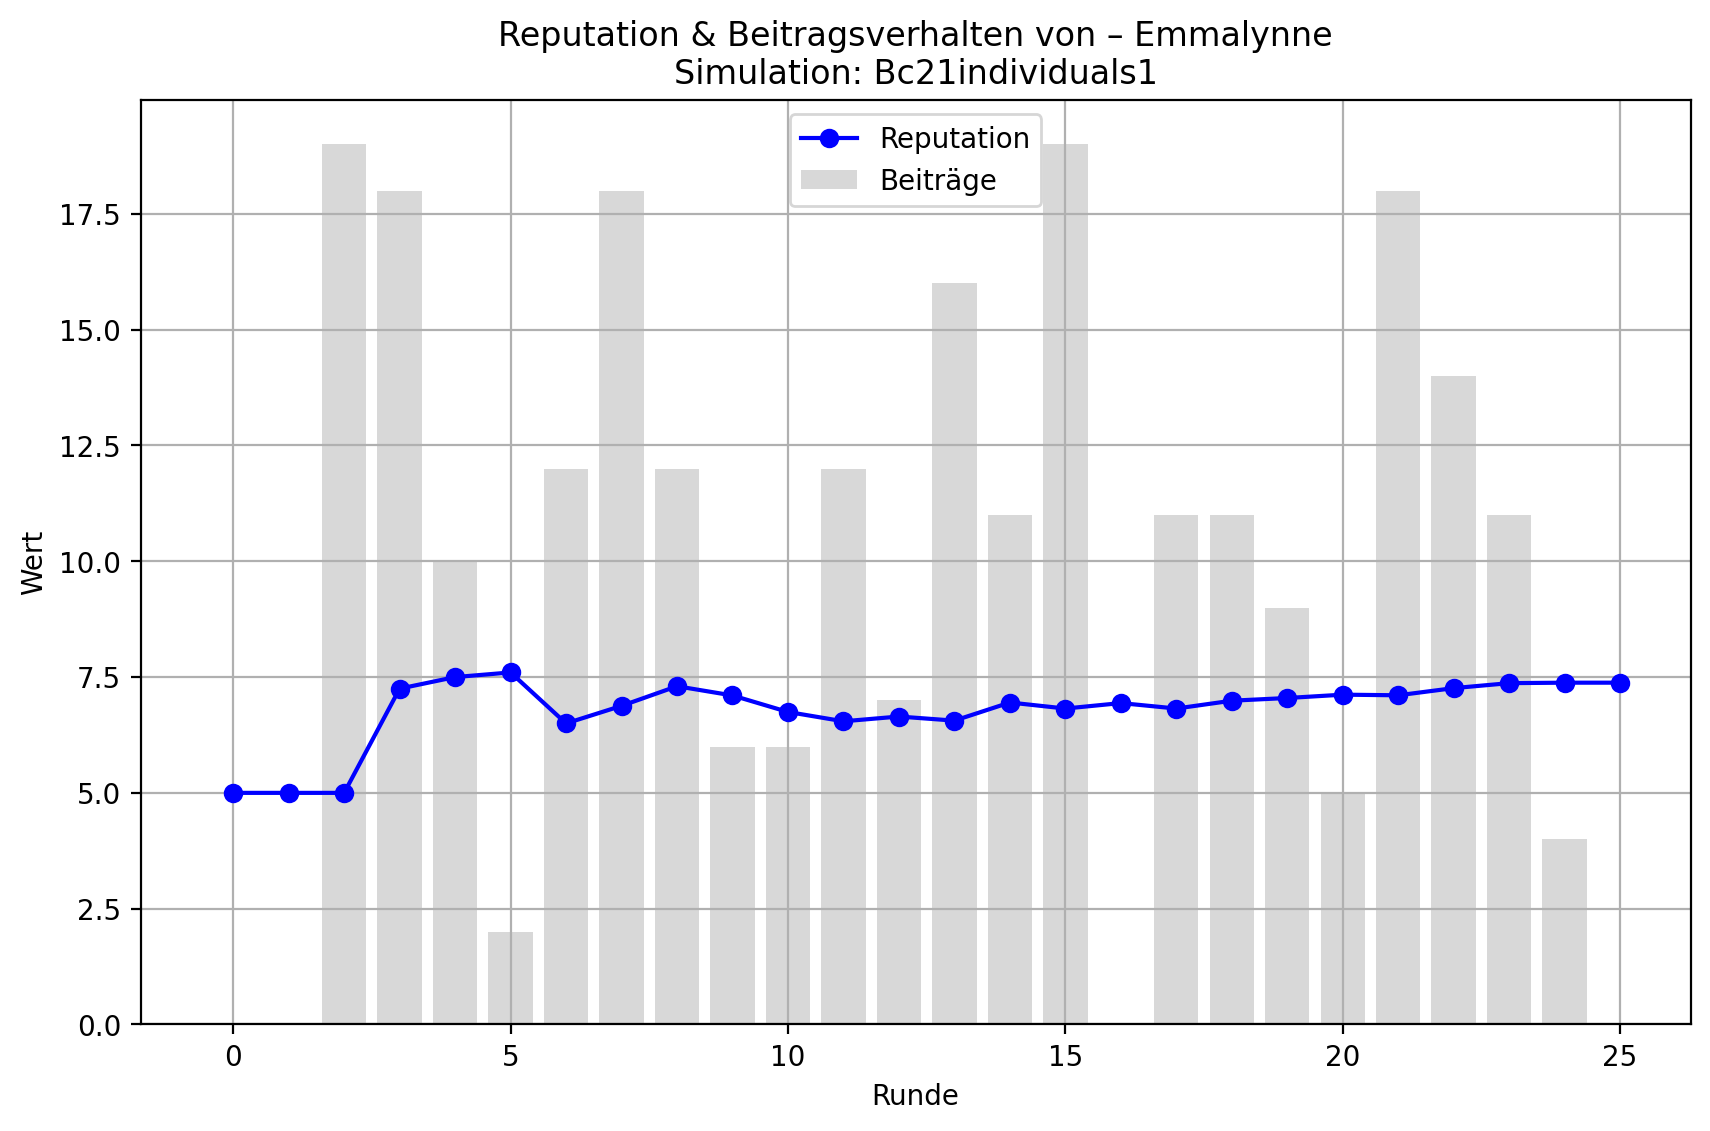 Reputation & Beitragsverhalten von – Emmalynne
Simulation: Bc21individuals1
Reputation
Beiträge
17.5
15.0
12.5
10.0
7.5
5.0
2.5
0.0
Wert
0 5 10 15 20 25
Runde